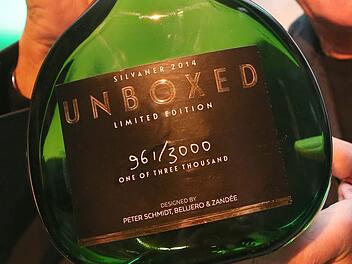 SILVANER 2014
UNBOXED
LIMITED EDITION
961/3000
ONE OF THREE THOUSAND
DESIGNED BY
PETER SCHMIDT, BELLIERO & ZANDÉE